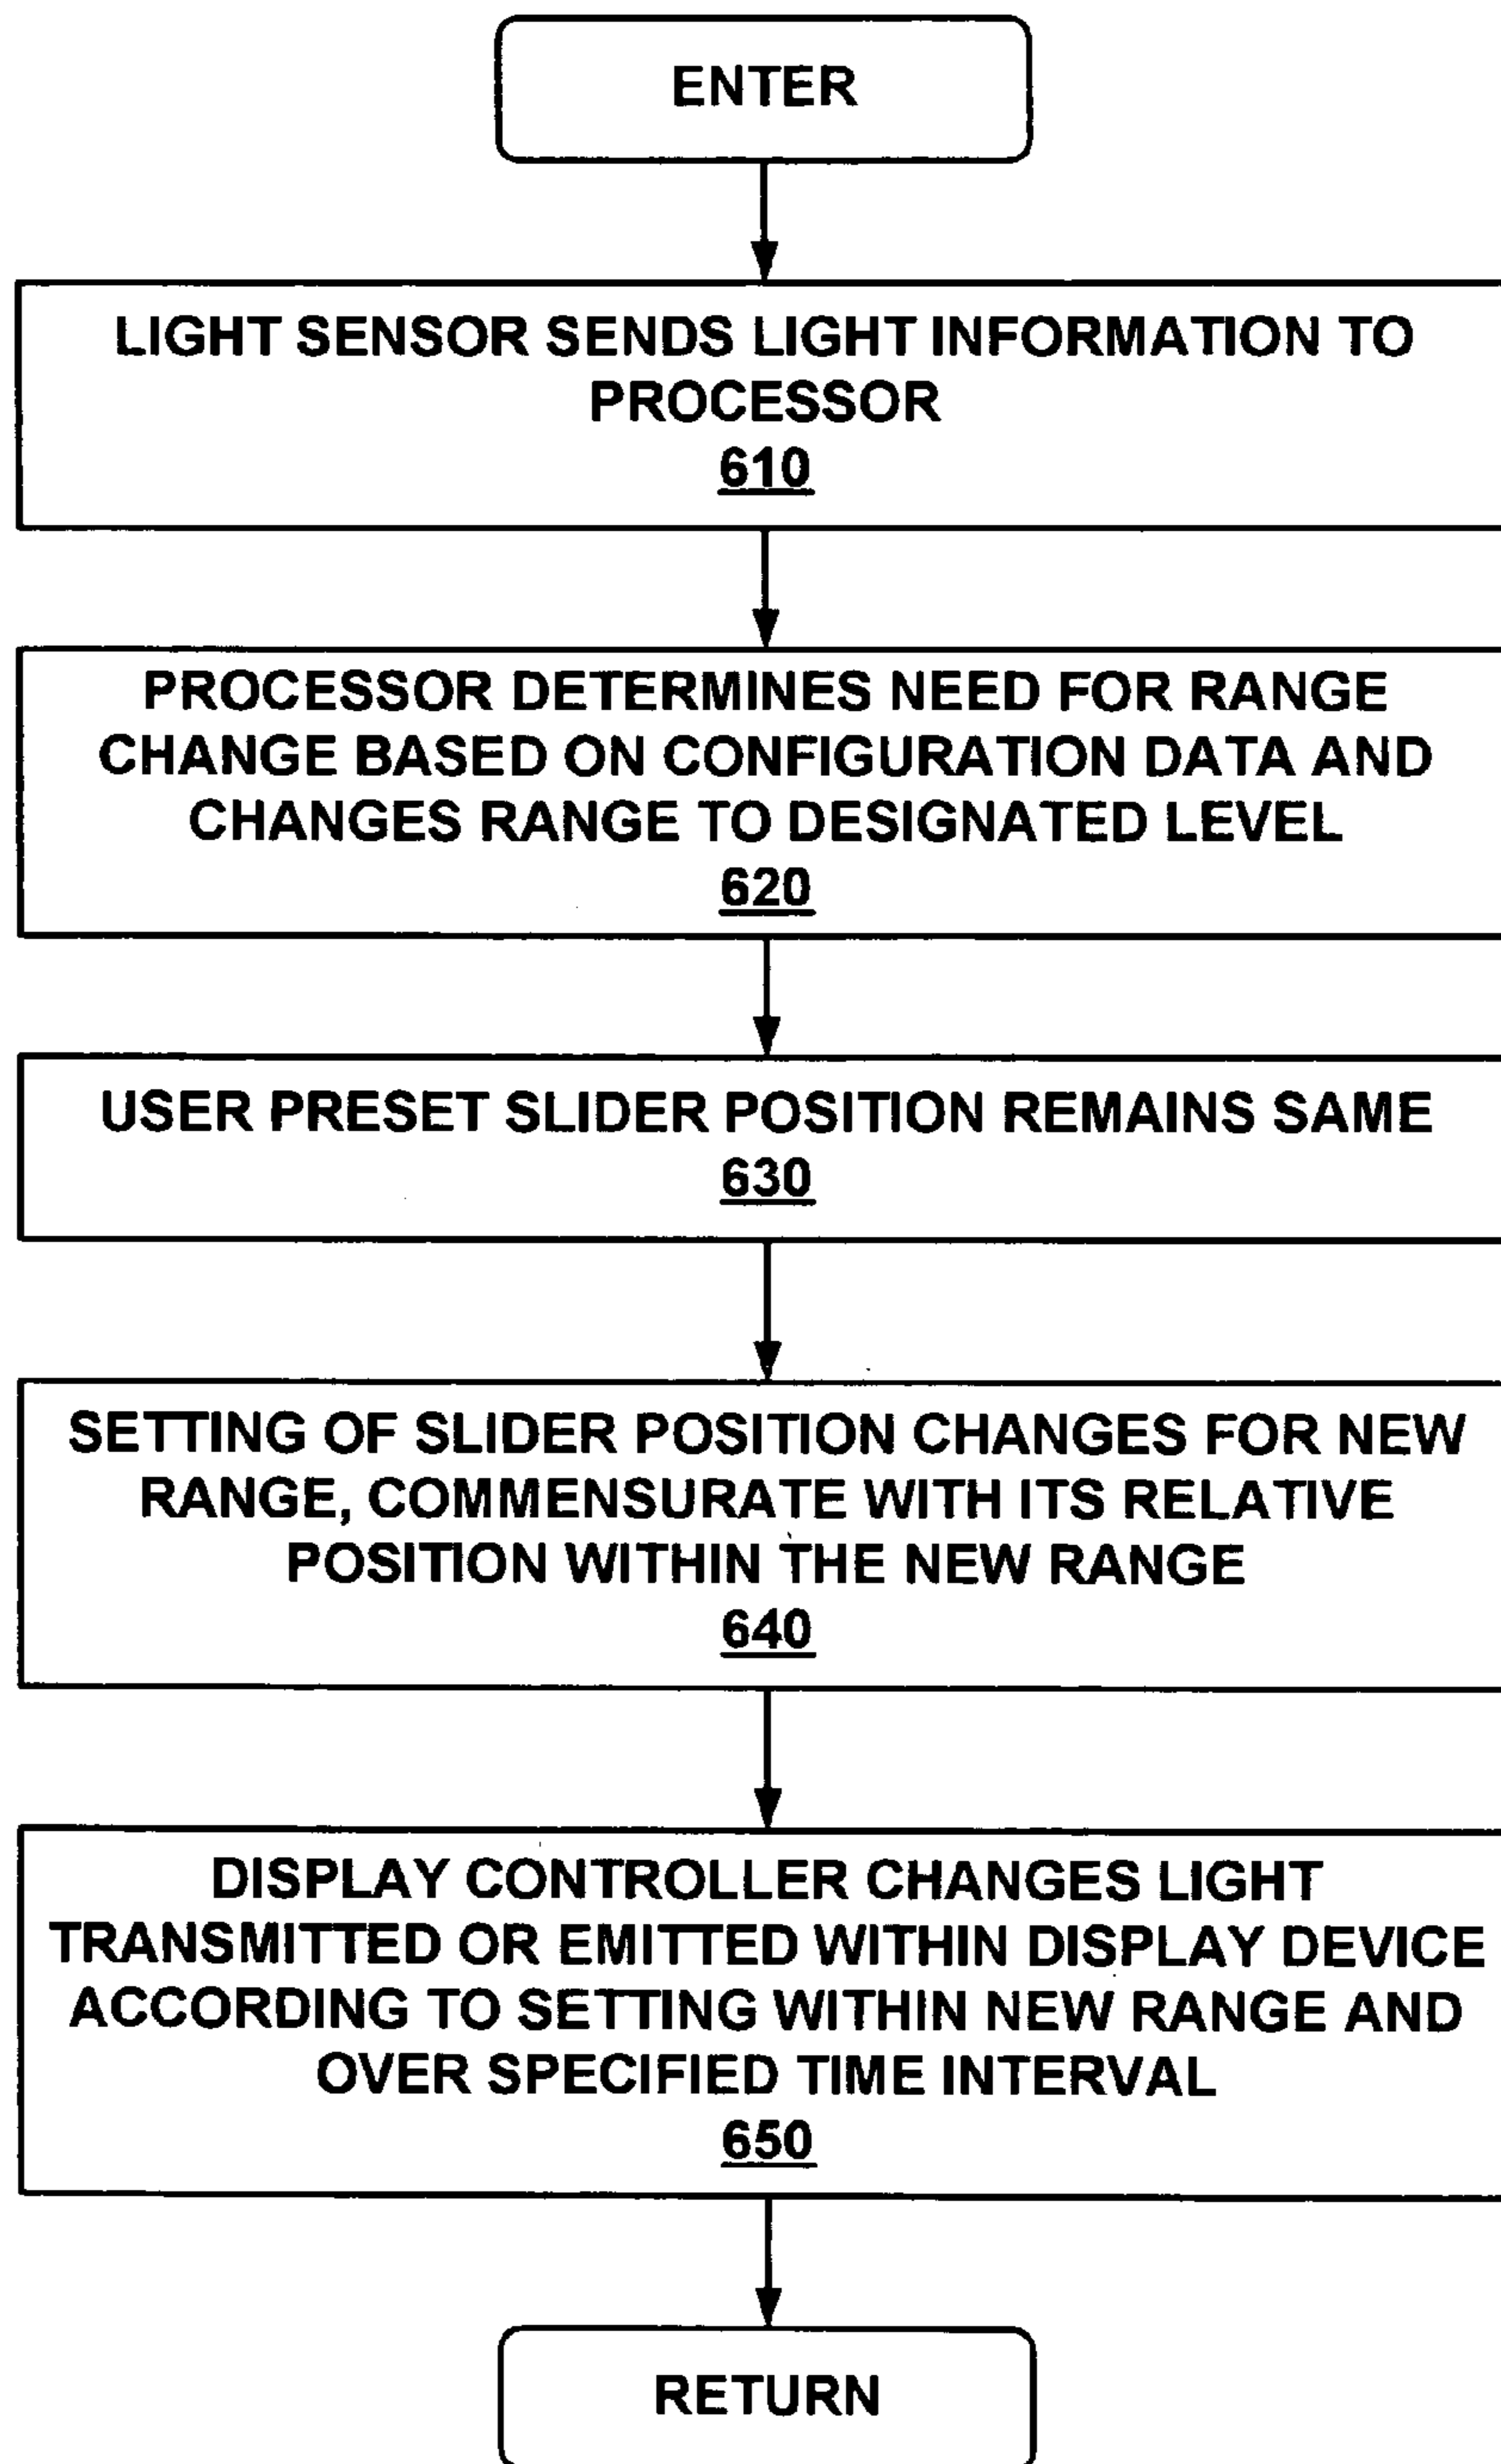 ENTER
LIGHT SENSOR SENDS LIGHT INFORMATION TO
PROCESSOR
610
PROCESSOR DETERMINES NEED FOR RANGE
CHANGE BASED ON CONFIGURATION DATA AND
CHANGES RANGE TO DESIGNATED LEVEL
620
USER PRESET SLIDER POSITION REMAINS SAME
630
SETTING OF SLIDER POSITION CHANGES FOR NEW
RANGE, COMMENSURATE WITH ITS RELATIVE
POSITION WITHIN THE NEW RANGE
640
DISPLAY CONTROLLER CHANGES LIGHT
TRANSMITTED OR EMITTED WITHIN DISPLAY DEVICE
ACCORDING TO SETTING WITHIN NEW RANGE AND
OVER SPECIFIED TIME INTERVAL
650
RETURN